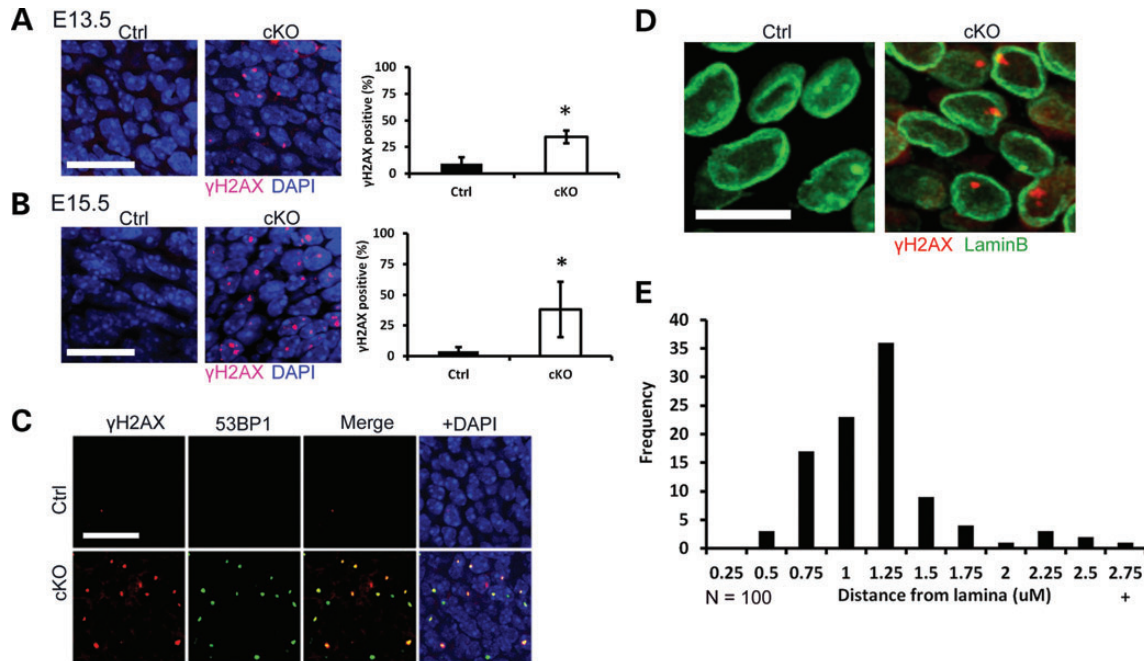 A E13.5
Ctrl cKO
γH2AX DAPI
γH2AX positive (%)
100
75
50
25
0
*
Ctrl cKO
B E15.5
Ctrl cKO
γH2AX DAPI
γH2AX positive (%)
100
75
50
25
0
*
Ctrl cKO
C
γH2AX 53BP1 Merge +DAPI
Ctrl
cKO
D
Ctrl cKO
γH2AX LaminB
E
Frequency
40
35
30
25
20
15
10
5
0
0.25 0.5 0.75 1 1.25 1.5 1.75 2 2.25 2.5 2.75
N = 100 Distance from lamina (uM) +